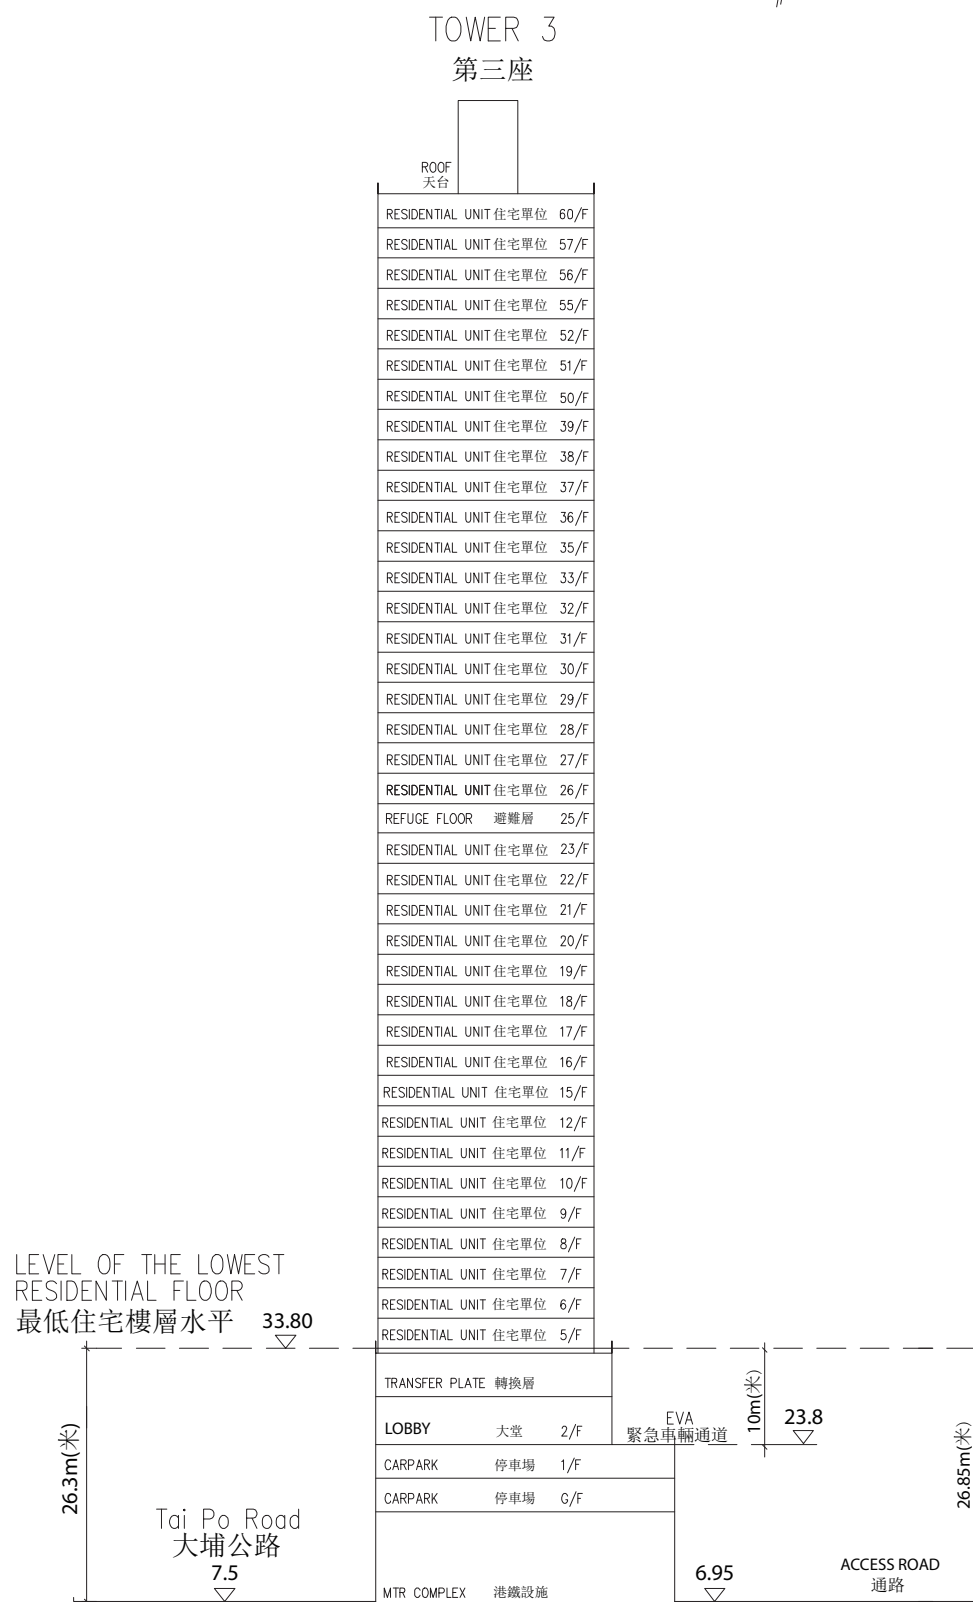 TOWER 3
第三座
ROOF
天台
RESIDENTIAL UNIT 住宅單位 60/F
RESIDENTIAL UNIT 住宅單位 57/F
RESIDENTIAL UNIT 住宅單位 56/F
RESIDENTIAL UNIT 住宅單位 55/F
RESIDENTIAL UNIT 住宅單位 52/F
RESIDENTIAL UNIT 住宅單位 51/F
RESIDENTIAL UNIT 住宅單位 50/F
RESIDENTIAL UNIT 住宅單位 39/F
RESIDENTIAL UNIT 住宅單位 38/F
RESIDENTIAL UNIT 住宅單位 37/F
RESIDENTIAL UNIT 住宅單位 36/F
RESIDENTIAL UNIT 住宅單位 35/F
RESIDENTIAL UNIT 住宅單位 33/F
RESIDENTIAL UNIT 住宅單位 32/F
RESIDENTIAL UNIT 住宅單位 31/F
RESIDENTIAL UNIT 住宅單位 30/F
RESIDENTIAL UNIT 住宅單位 29/F
RESIDENTIAL UNIT 住宅單位 28/F
RESIDENTIAL UNIT 住宅單位 27/F
RESIDENTIAL UNIT 住宅單位 26/F
REFUGE FLOOR 避難層 25/F
RESIDENTIAL UNIT 住宅單位 23/F
RESIDENTIAL UNIT 住宅單位 22/F
RESIDENTIAL UNIT 住宅單位 21/F
RESIDENTIAL UNIT 住宅單位 20/F
RESIDENTIAL UNIT 住宅單位 19/F
RESIDENTIAL UNIT 住宅單位 18/F
RESIDENTIAL UNIT 住宅單位 17/F
RESIDENTIAL UNIT 住宅單位 16/F
RESIDENTIAL UNIT 住宅單位 15/F
RESIDENTIAL UNIT 住宅單位 12/F
RESIDENTIAL UNIT 住宅單位 11/F
RESIDENTIAL UNIT 住宅單位 10/F
RESIDENTIAL UNIT 住宅單位 9/F
RESIDENTIAL UNIT 住宅單位 8/F
RESIDENTIAL UNIT 住宅單位 7/F
RESIDENTIAL UNIT 住宅單位 6/F
RESIDENTIAL UNIT 住宅單位 5/F
LEVEL OF THE LOWEST
RESIDENTIAL FLOOR
最低住宅樓層水平 33.80
TRANSFER PLATE 轉換層
LOBBY 大堂 2/F
CARPARK 停車場 1/F
CARPARK 停車場 G/F
MTR COMPLEX 港鐵設施
EVA
緊急車輛通道
10m(米)
23.8
26.3m(米)
26.85m(米)
Tai Po Road
大埔公路
7.5
6.95
ACCESS ROAD
通路